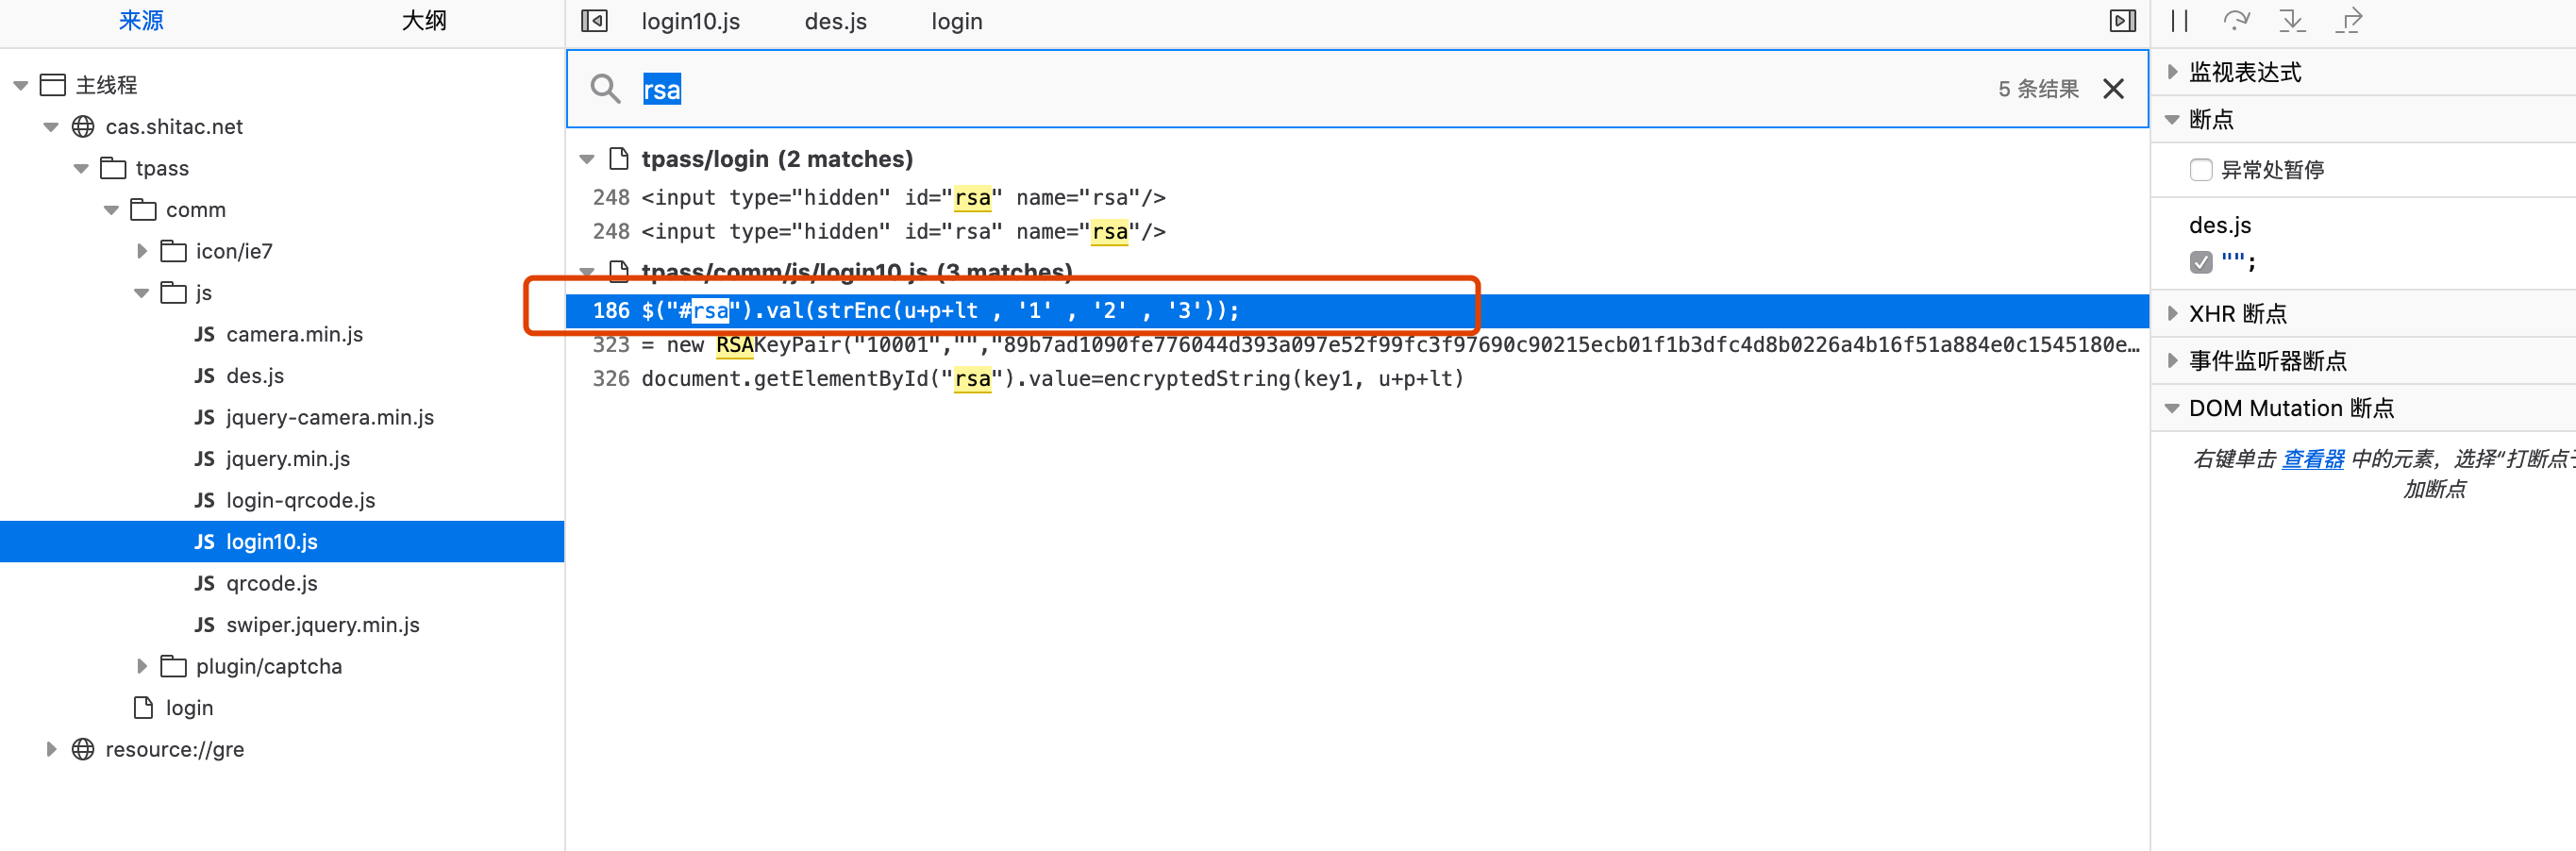 来源 大纲
主线程
cas.shitac.net
tpass
comm
icon/ie7
js
JS camera.min.js
JS des.js
JS jquery-camera.min.js
JS jquery.min.js
JS login-qrcode.js
JS login10.js
JS qrcode.js
JS swiper.jquery.min.js
plugin/captcha
login
resource://gre
login10.js des.js login
rsa 5 条结果
tpass/login (2 matches)
248 <input type="hidden" id="rsa" name="rsa"/>
248 <input type="hidden" id="rsa" name="rsa"/>
tpass/comm/js/login10.js (3 matches)
186 $("#rsa").val(strEnc(u+p+lt , '1' , '2' , '3'));
323 = new RSAKeyPair("10001","","89b7ad1090fe776044d393a097e52f99fc3f97690c90215ecb01f1b3dfc4d8b0226a4b16f51a884e0c1545180e…
326 document.getElementById("rsa").value=encryptedString(key1, u+p+lt)
监视表达式
断点
异常处暂停
des.js
"";
XHR 断点
事件监听器断点
DOM Mutation 断点
右键单击 查看器 中的元素，选择“打断点
加断点